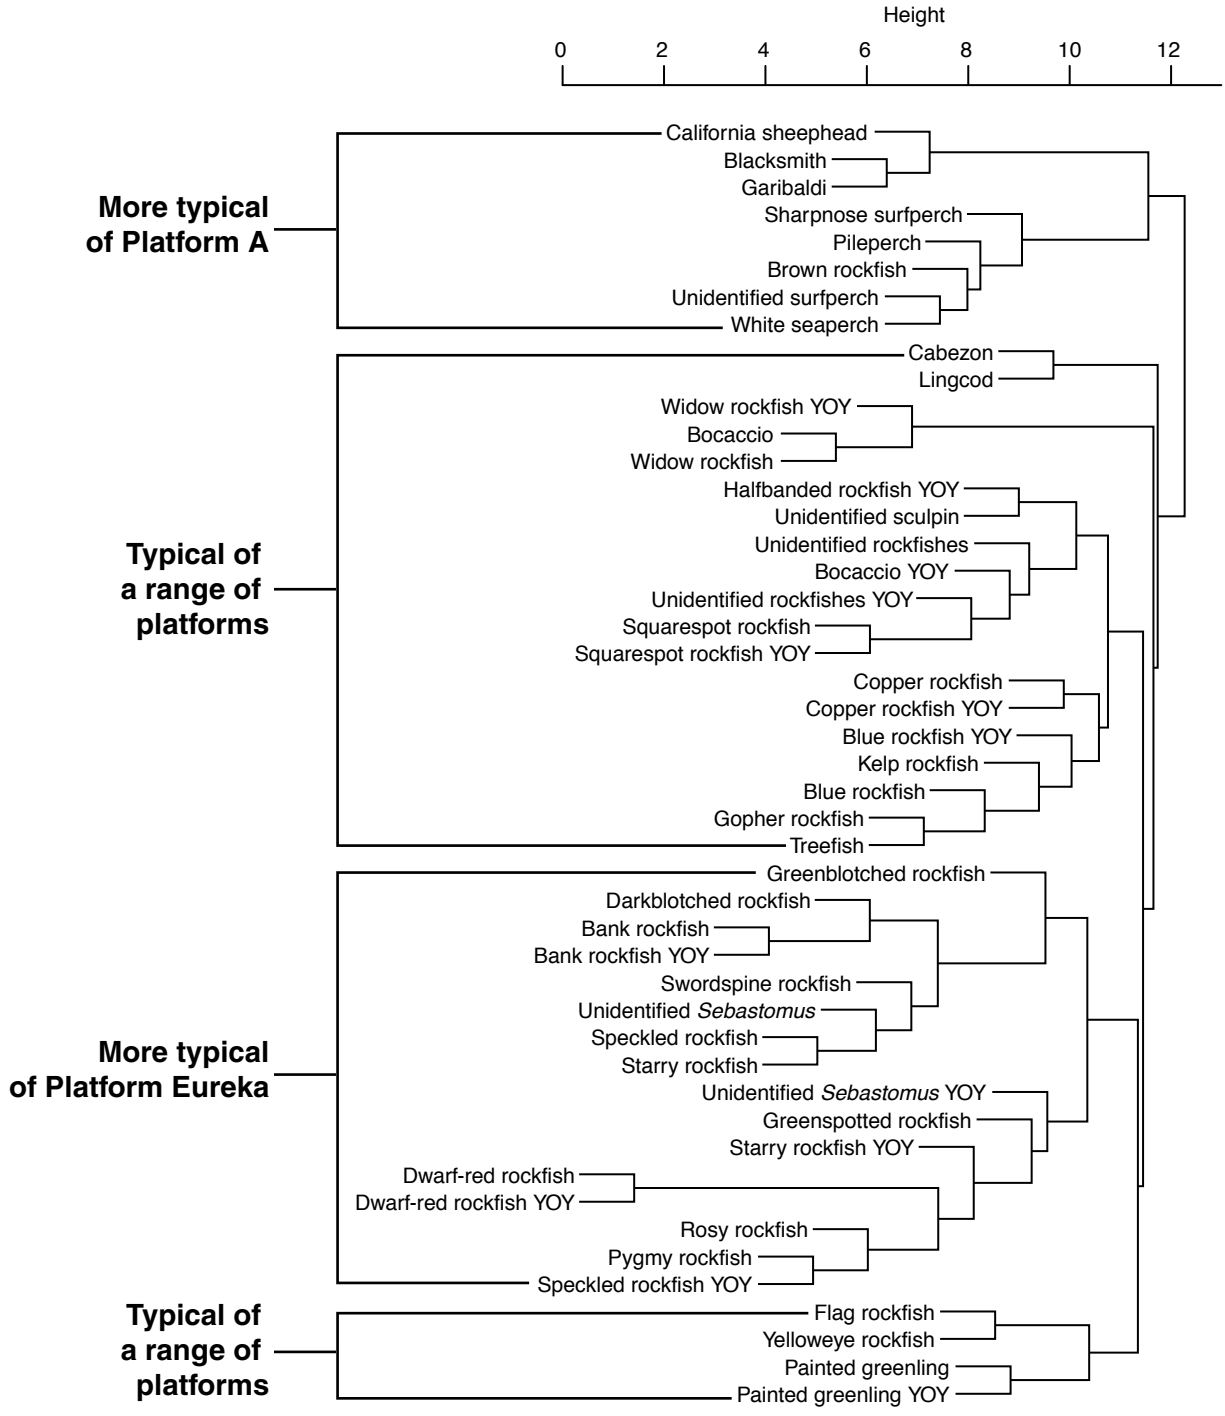 Height
0 2 4 6 8 10 12
California sheephead
Blacksmith
Garibaldi
More typical
of Platform A
Sharpnose surfperch
Pileperch
Brown rockfish
Unidentified surfperch
White seaperch
Cabezon
Lingcod
Widow rockfish YOY
Bocaccio
Widow rockfish
Halfbanded rockfish YOY
Unidentified sculpin
Unidentified rockfishes
Typical of
a range of
platforms
Bocaccio YOY
Unidentified rockfishes YOY
Squarespot rockfish
Squarespot rockfish YOY
Copper rockfish
Copper rockfish YOY
Blue rockfish YOY
Kelp rockfish
Blue rockfish
Gopher rockfish
Treefish
Greenblotched rockfish
Darkblotched rockfish
Bank rockfish
Bank rockfish YOY
Swordspine rockfish
Unidentified Sebastomus
Speckled rockfish
Starry rockfish
More typical
of Platform Eureka
Unidentified Sebastomus YOY
Greenspotted rockfish
Starry rockfish YOY
Dwarf-red rockfish
Dwarf-red rockfish YOY
Rosy rockfish
Pygmy rockfish
Speckled rockfish YOY
Typical of
a range of
platforms
Flag rockfish
Yelloweye rockfish
Painted greenling
Painted greenling YOY